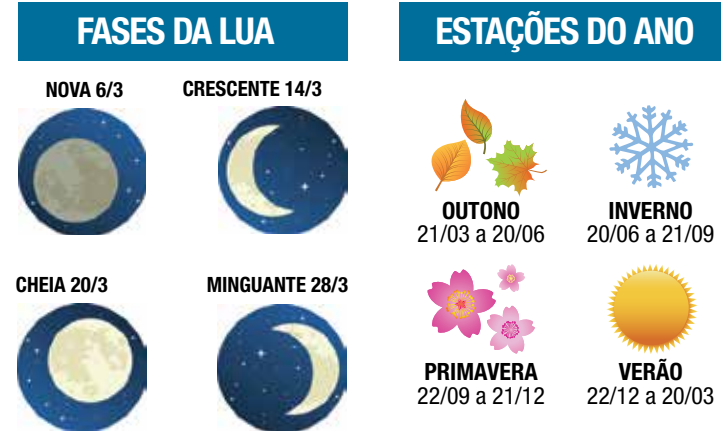 FASES DA LUA
NOVA 6/3
CRESCENTE 14/3
CHEIA 20/3
MINGUANTE 28/3
ESTAÇÕES DO ANO
OUTONO
21/03 a 20/06
INVERNO
20/06 a 21/09
PRIMAVERA
22/09 a 21/12
VERÃO
22/12 a 20/03